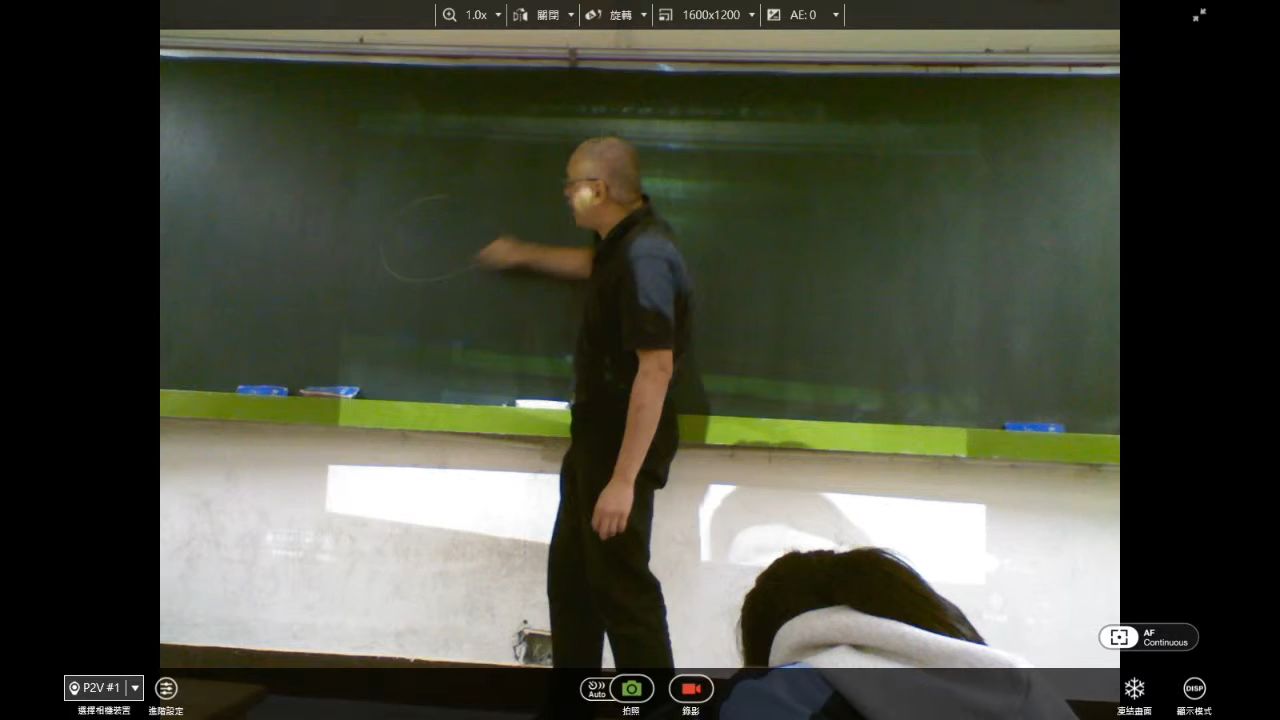 1.0x 關閉 旋轉 1600x1200 AE: 0
AF
Continuous
P2V #1
選擇相機裝置
進階設定
Auto
拍照
錄影
凍結畫面
DISP
顯示模式